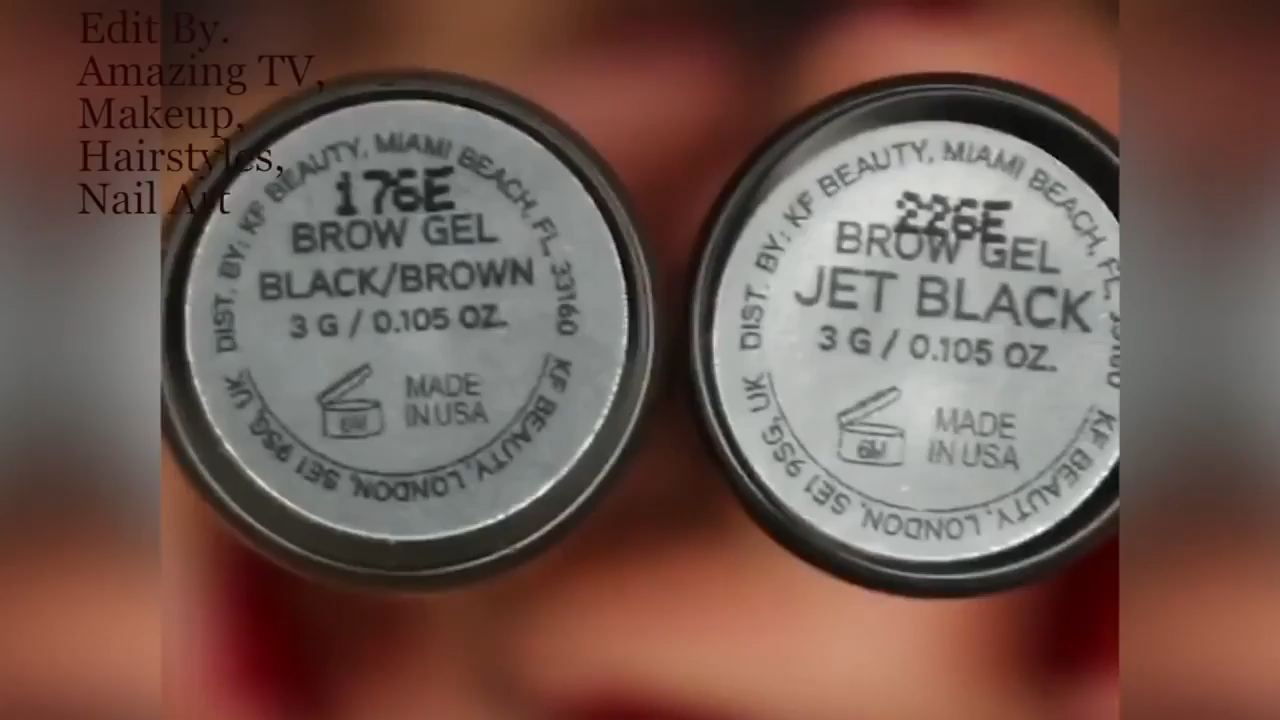 Edit By.
Amazing TV,
Makeup,
Hairstyles,
Nail Art
DIST. BY: KF BEAUTY, MIAMI BEACH, FL, 33160
176E
BROW GEL
BLACK/BROWN
3 G / 0.105 OZ.
MADE
IN USA
KF BEAUTY, LONDON, SE1 9SG, UK
DIST. BY: KF BEAUTY, MIAMI BEACH, FL, 33160
226E
BROW GEL
JET BLACK
3 G / 0.105 OZ.
MADE
IN USA
KF BEAUTY, LONDON, SE1 9SG, UK